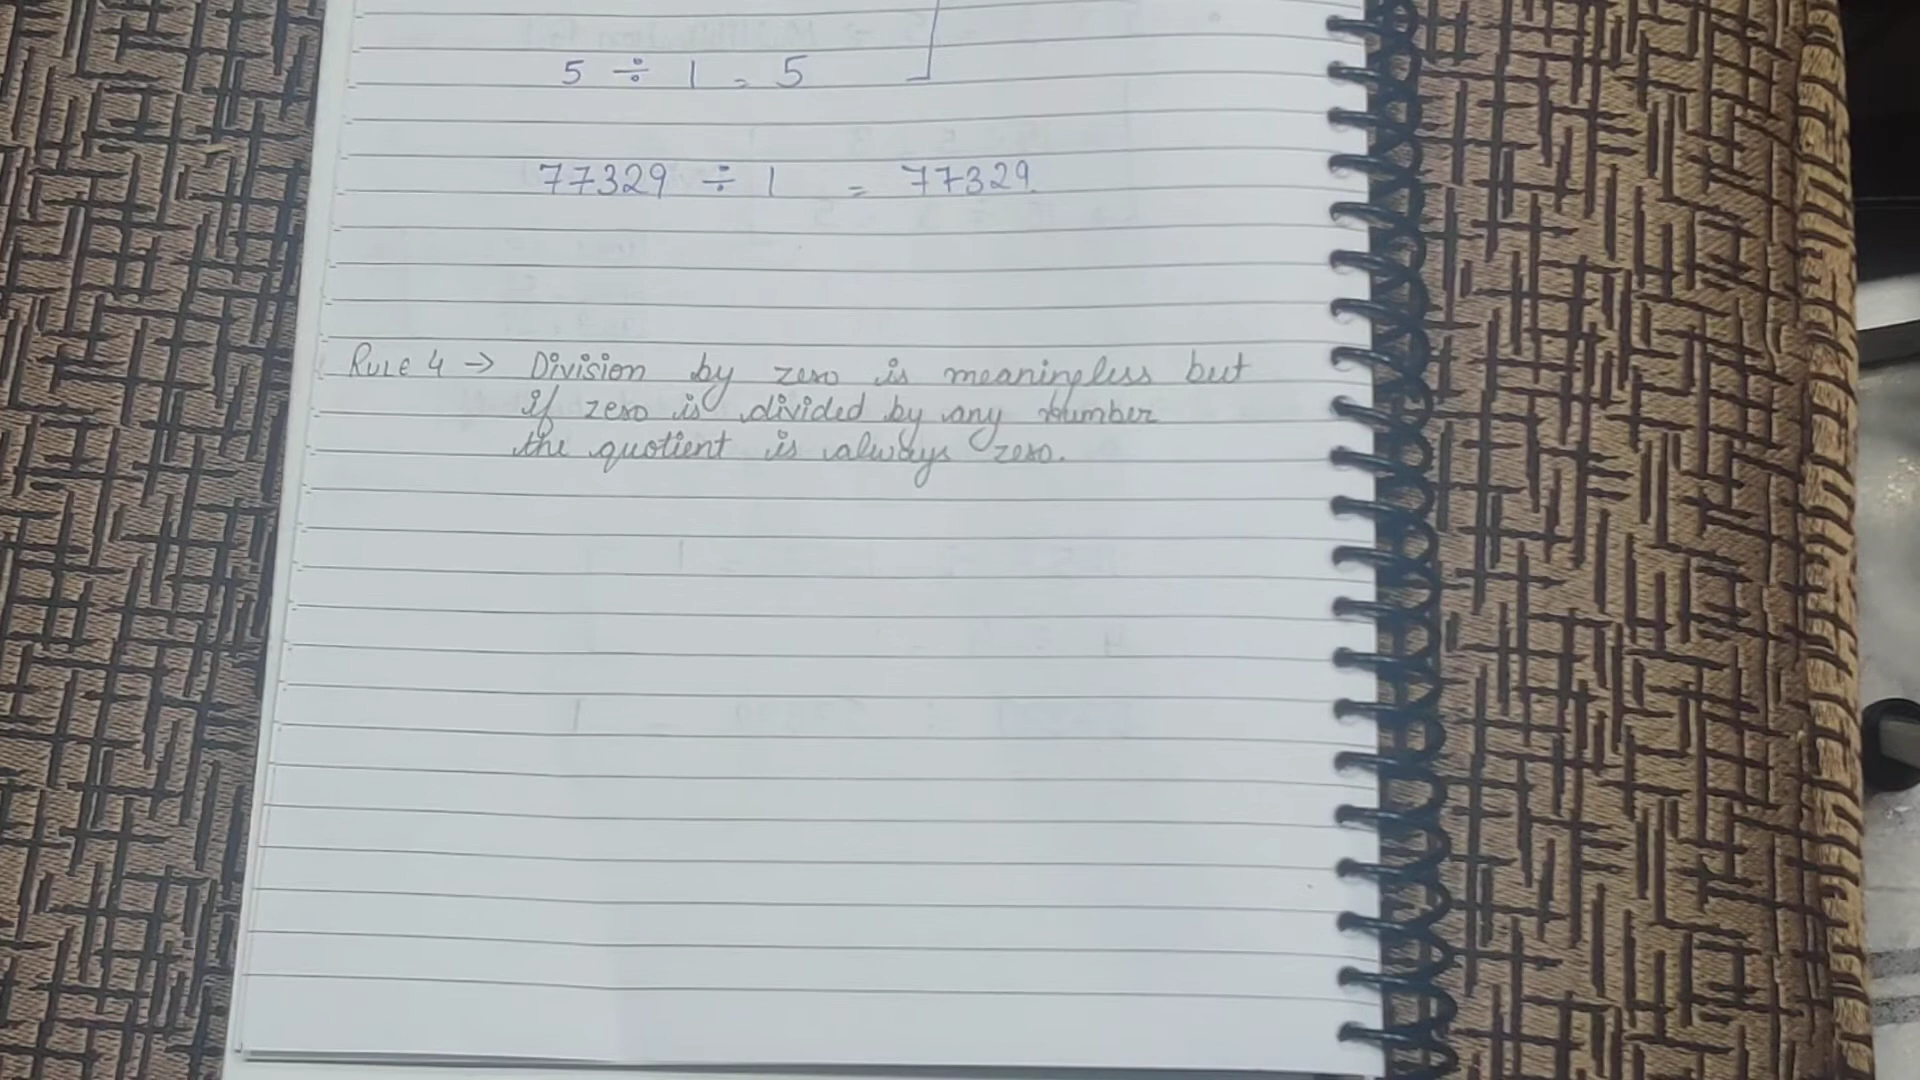 5 ÷ 1 = 5
77329 ÷ 1 = 77329.
Rule 4 → Division by zero is meaningless but
if zero is divided by any number
the quotient is always zero.